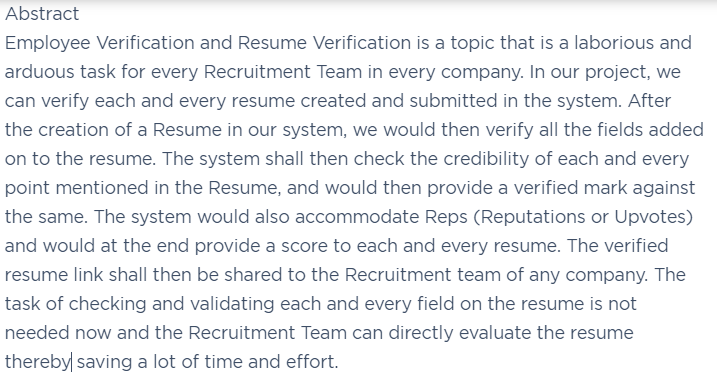 Abstract
Employee Verification and Resume Verification is a topic that is a laborious and
arduous task for every Recruitment Team in every company. In our project, we
can verify each and every resume created and submitted in the system. After
the creation of a Resume in our system, we would then verify all the fields added
on to the resume. The system shall then check the credibility of each and every
point mentioned in the Resume, and would then provide a verified mark against
the same. The system would also accommodate Reps (Reputations or Upvotes)
and would at the end provide a score to each and every resume. The verified
resume link shall then be shared to the Recruitment team of any company. The
task of checking and validating each and every field on the resume is not
needed now and the Recruitment Team can directly evaluate the resume
thereby saving a lot of time and effort.